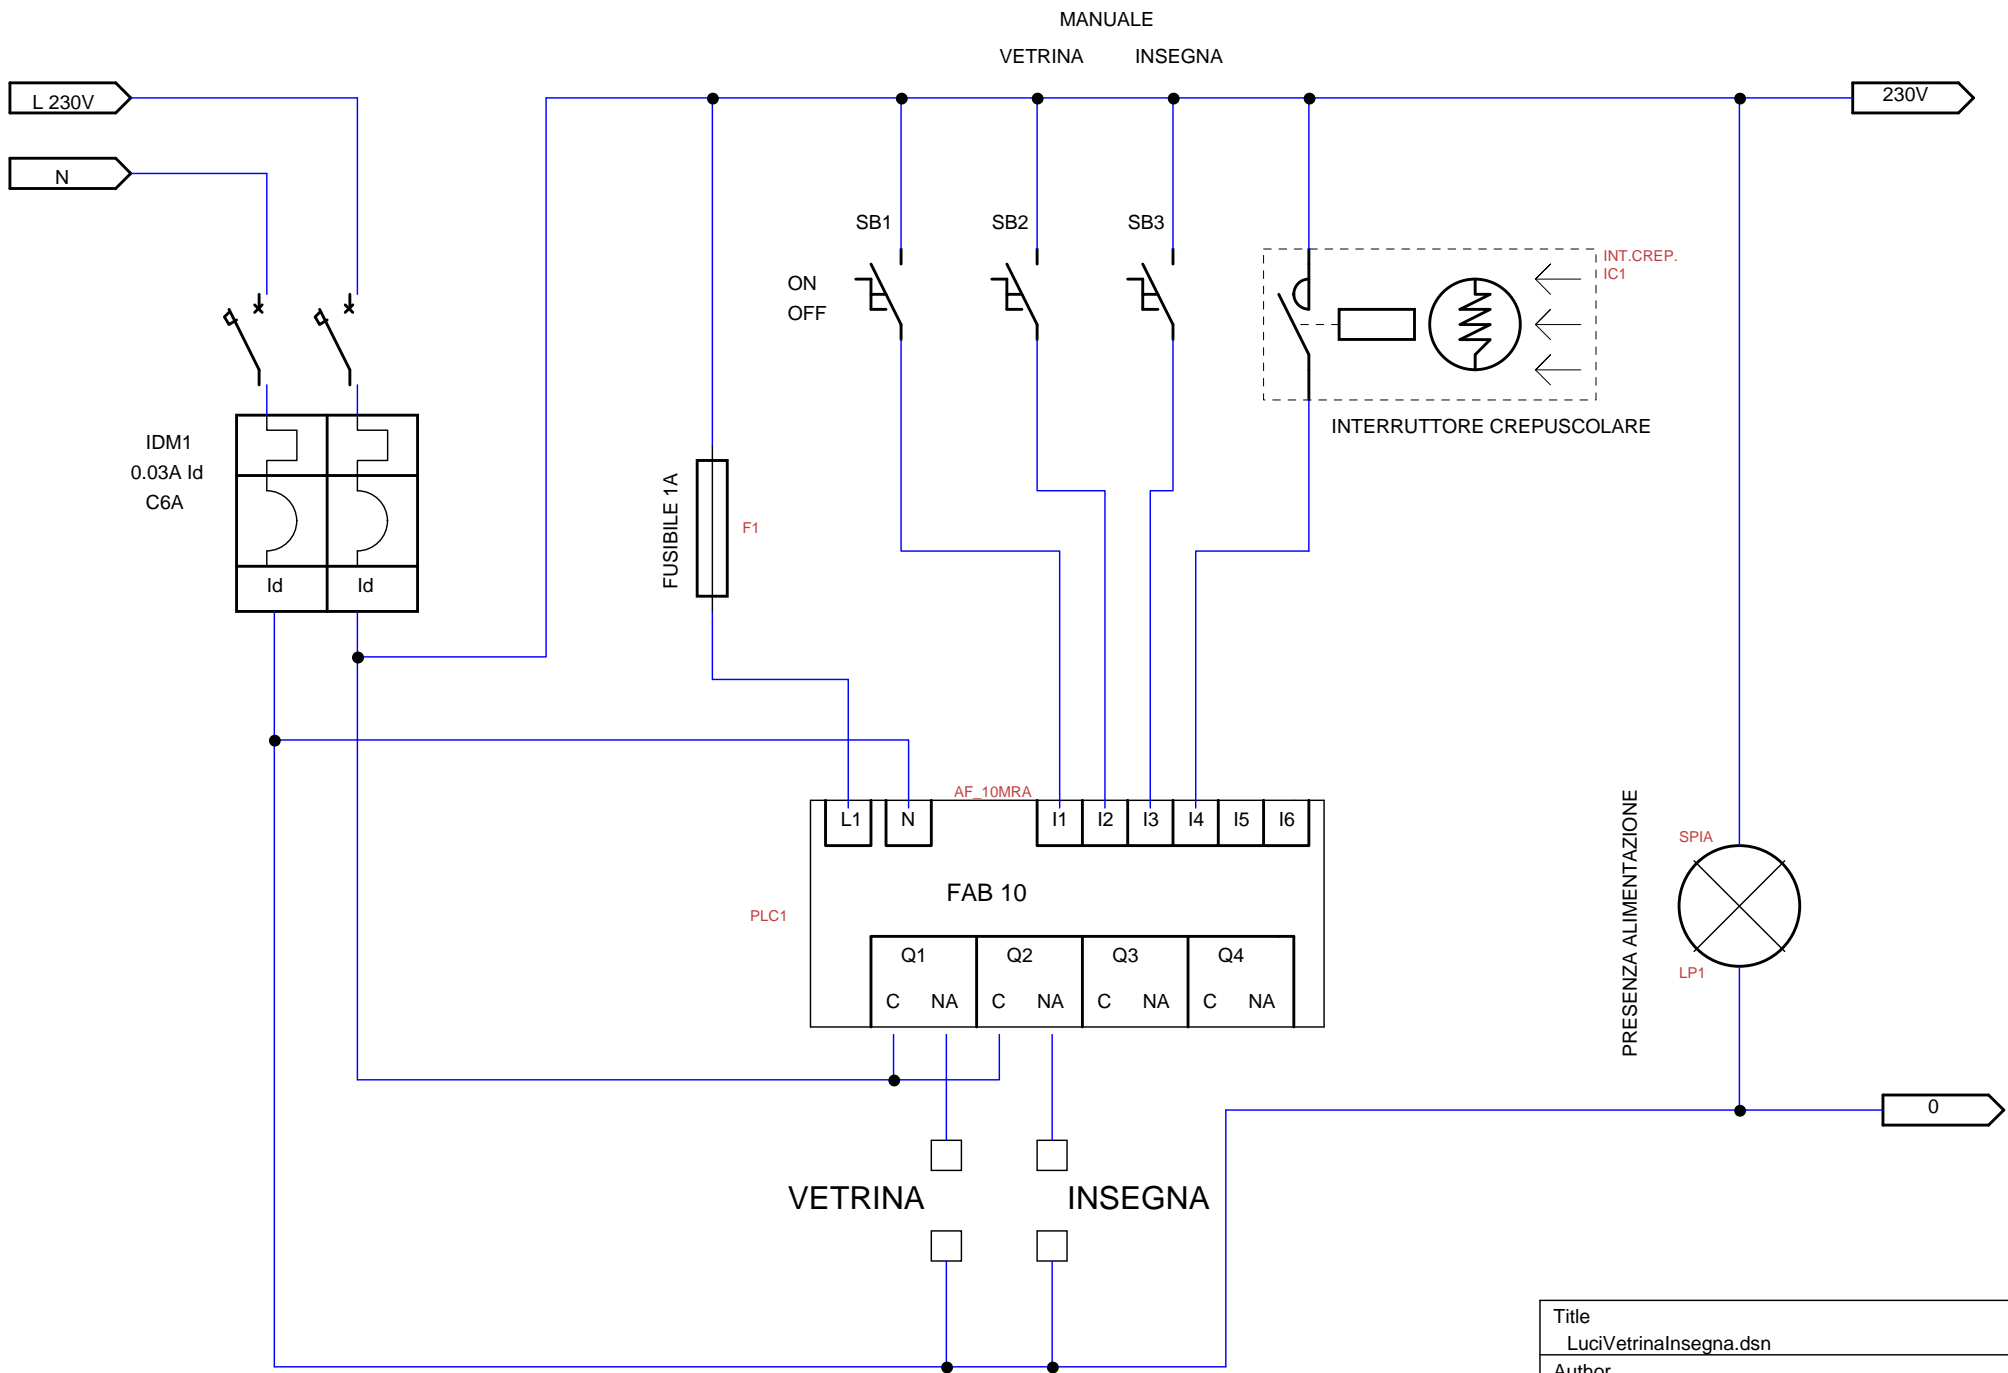 MANUALE
VETRINA INSEGNA
L 230V
230V
N
SB1
SB2
SB3
ON
OFF
INT.CREP.
IC1
INTERRUTTORE CREPUSCOLARE
IDM1
0.03A Id
C6A
FUSIBILE 1A
F1
Id
Id
AF_10MRA
L1
N
I1
I2
I3
I4
I5
I6
FAB 10
PLC1
Q1
Q2
Q3
Q4
C NA
C NA
C NA
C NA
PRESENZA ALIMENTAZIONE
SPIA
LP1
0
VETRINA
INSEGNA
Title
LuciVetrinaInsegna.dsn
Author